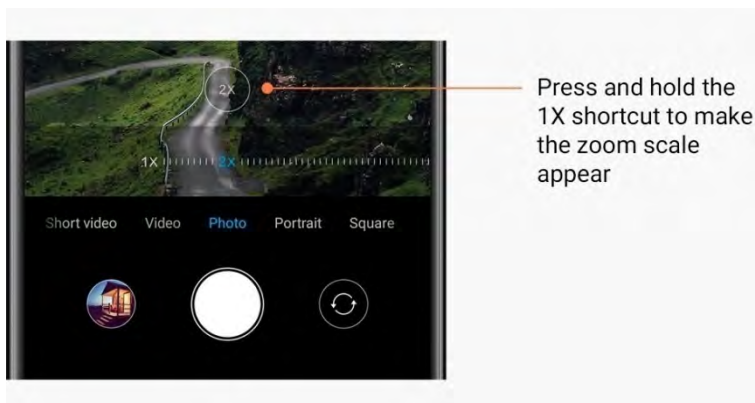 2X
Press and hold the
1X shortcut to make
the zoom scale
appear
1X 2x
Short video Video Photo Portrait Square